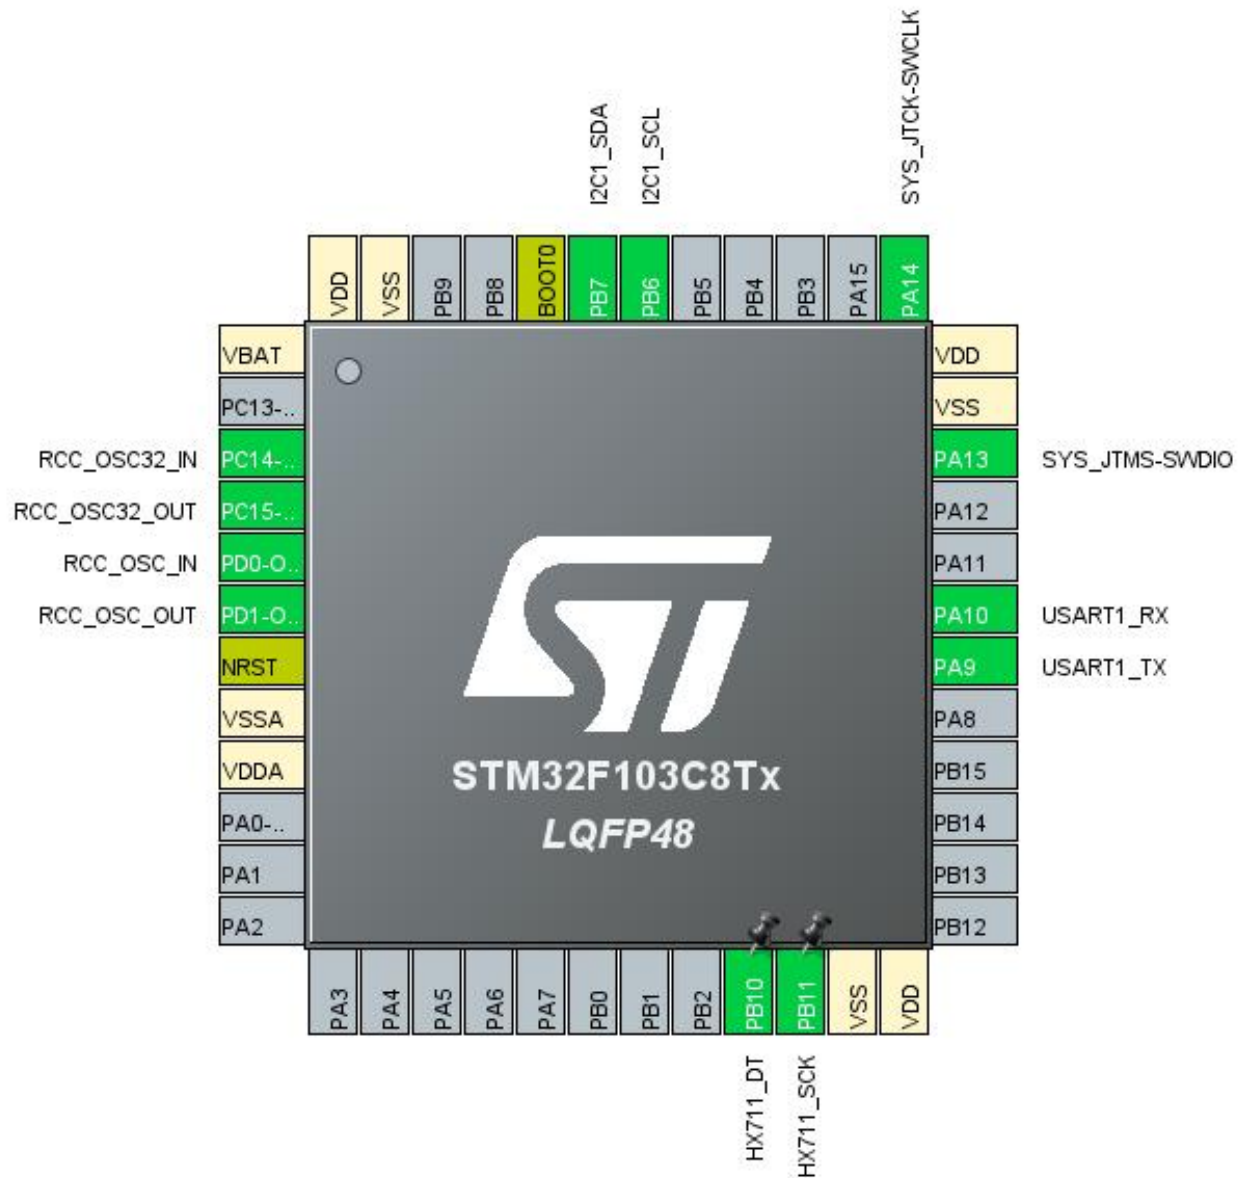 I2C1_SDA
I2C1_SCL
SYS_JTCK-SWCLK
VDD
VSS
PB9
PB8
BOOT0
PB7
PB6
PB5
PB4
PB3
PA15
PA14
VBAT
VDD
PC13-..
VSS
RCC_OSC32_IN PC14-..
PA13 SYS_JTMS-SWDIO
RCC_OSC32_OUT PC15-..
PA12
RCC_OSC_IN PD0-O..
PA11
RCC_OSC_OUT PD1-O..
PA10 USART1_RX
NRST
PA9 USART1_TX
VSSA
PA8
VDDA
PB15
PA0-..
PB14
PA1
PB13
PA2
PB12
ST
STM32F103C8Tx
LQFP48
PA3
PA4
PA5
PA6
PA7
PB0
PB1
PB2
PB10
PB11
VSS
VDD
HX711_DT
HX711_SCK